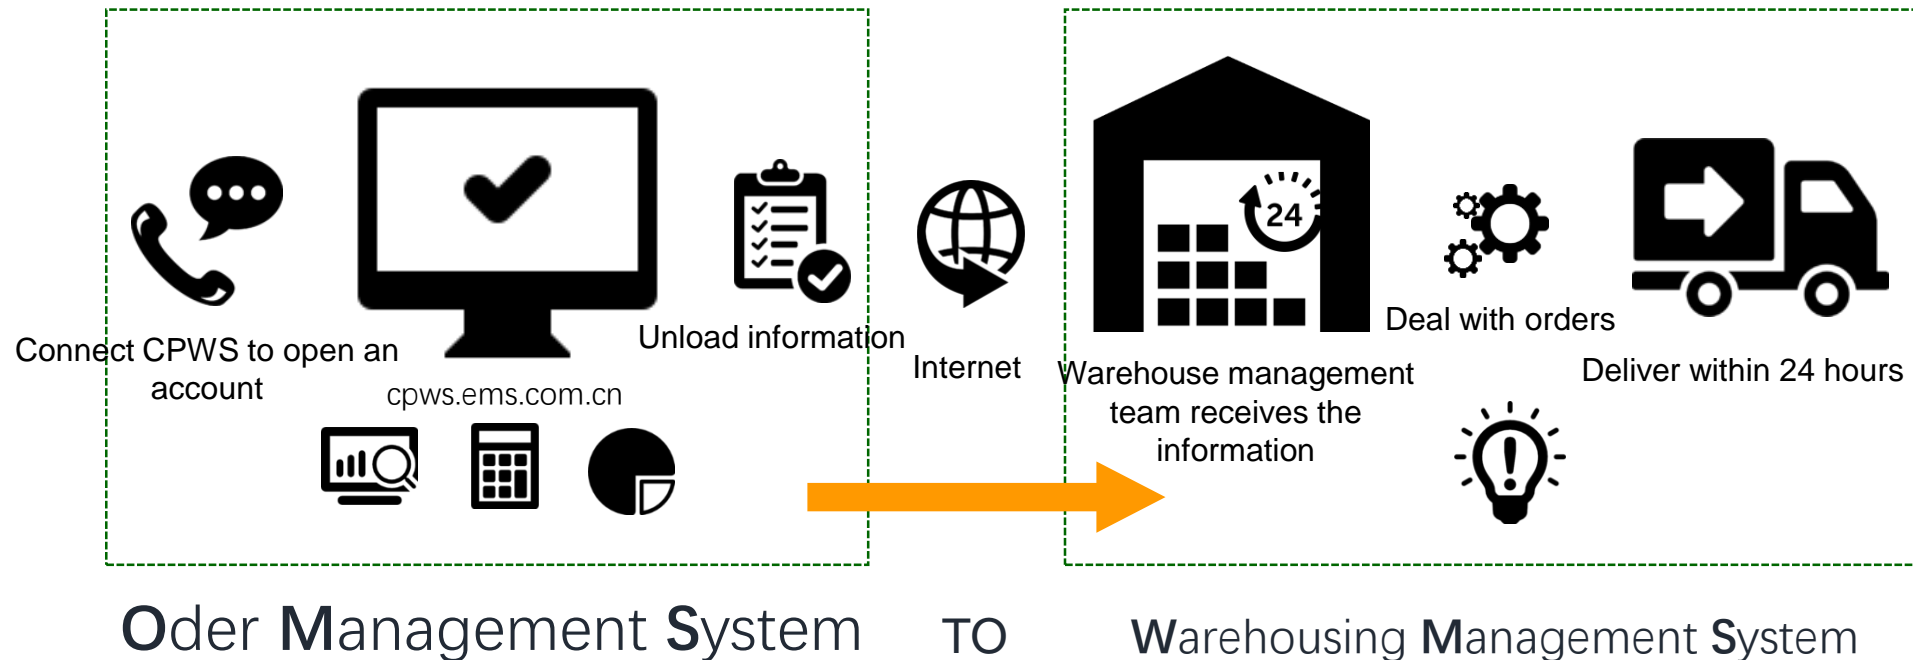 Connect CPWS to open an
account
cpws.ems.com.cn
Unload information
Internet
24
Warehouse management
team receives the
information
Deal with orders
Deliver within 24 hours
Oder Management System
TO
Warehousing Management System